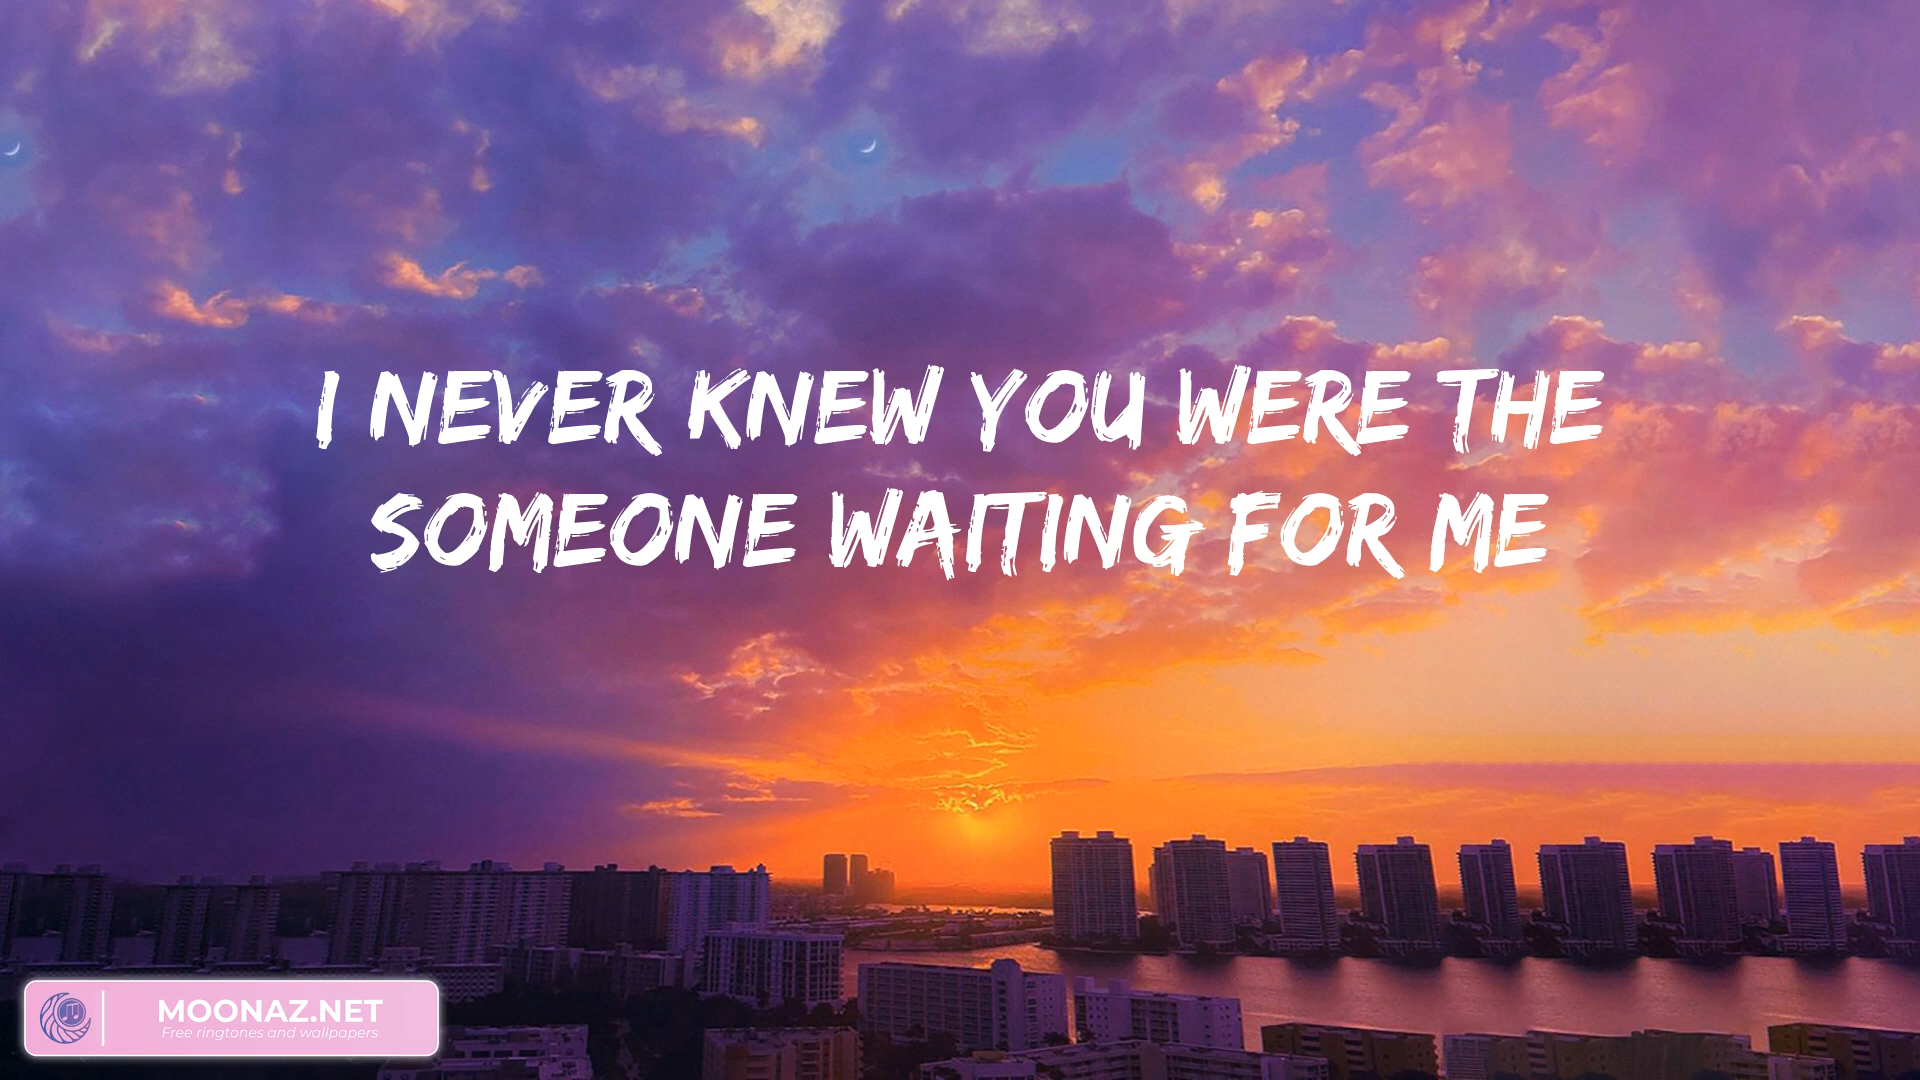 I NEVER KNEW YOU WERE THE
SOMEONE WAITING FOR ME
MOONAZ.NET
Free ringtones and wallpapers